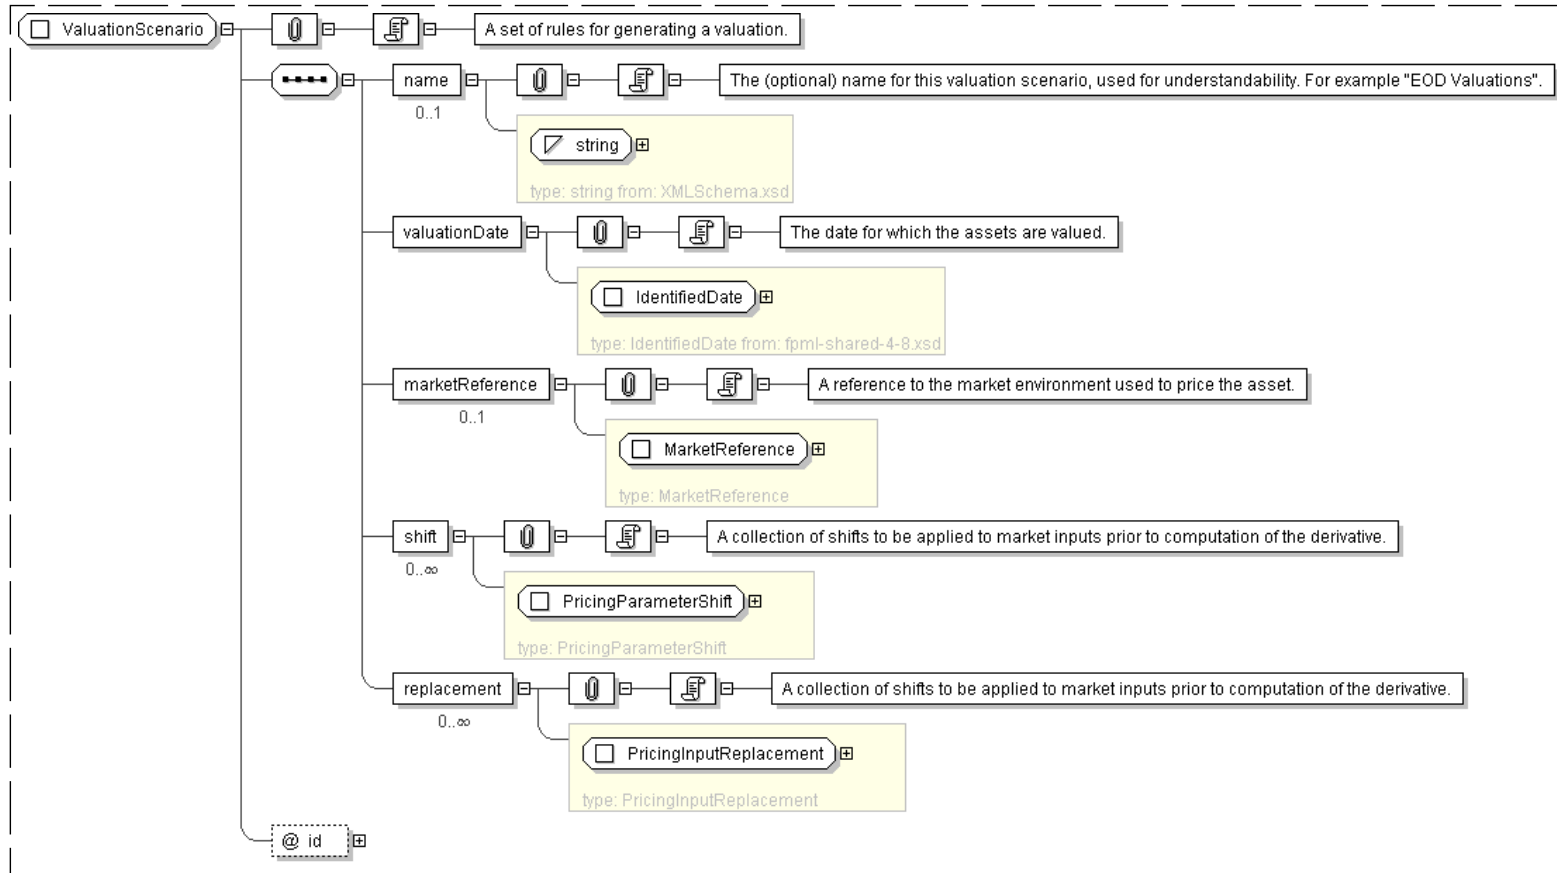 ValuationScenario
A set of rules for generating a valuation.
name
The (optional) name for this valuation scenario, used for understandability. For example "EOD Valuations".
0..1
string
type: string from: XMLSchema.xsd
valuationDate
The date for which the assets are valued.
IdentifiedDate
type: IdentifiedDate from: fpml-shared-4-8.xsd
marketReference
A reference to the market environment used to price the asset.
0..1
MarketReference
type: MarketReference
shift
A collection of shifts to be applied to market inputs prior to computation of the derivative.
0..∞
PricingParameterShift
type: PricingParameterShift
replacement
A collection of shifts to be applied to market inputs prior to computation of the derivative.
0..∞
PricingInputReplacement
type: PricingInputReplacement
@ id